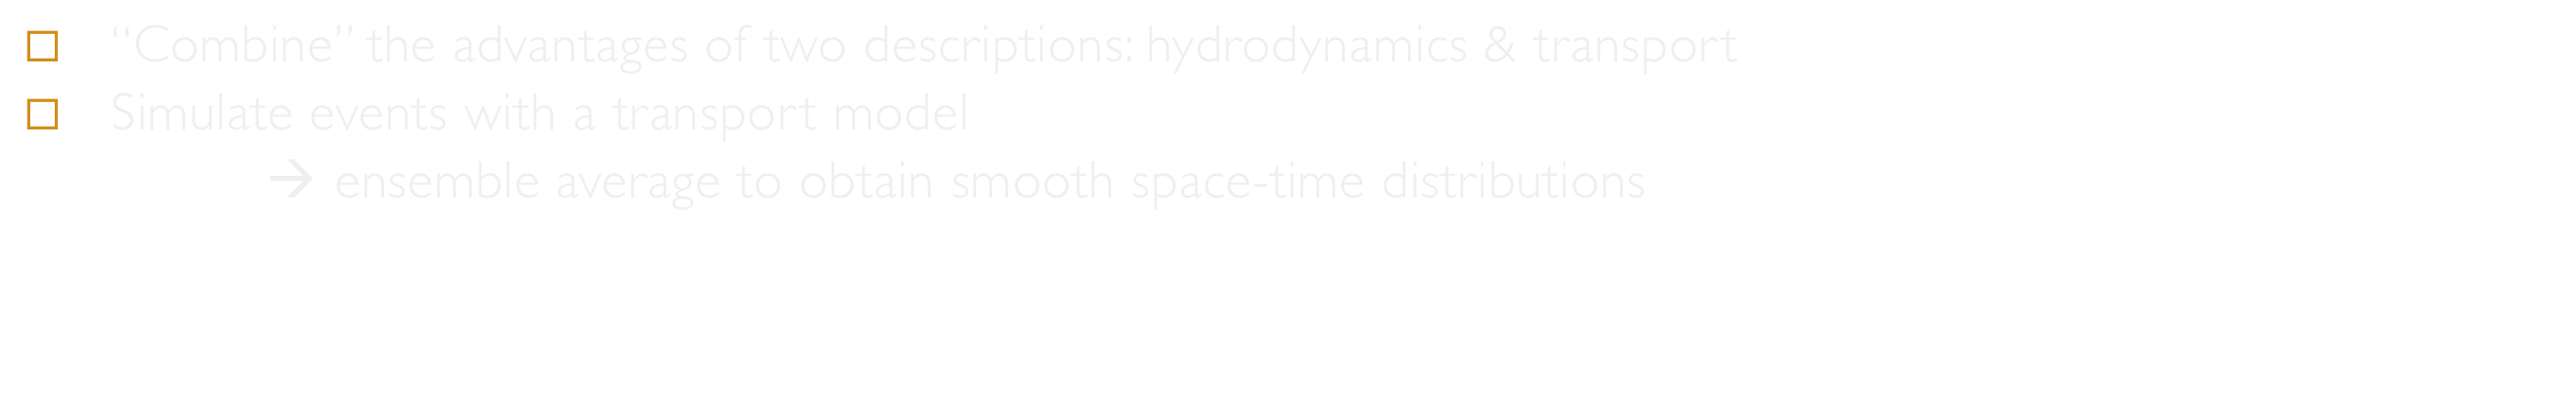 “Combine” the advantages of two descriptions: hydrodynamics & transport
Simulate events with a transport model
→ ensemble average to obtain smooth space-time distributions